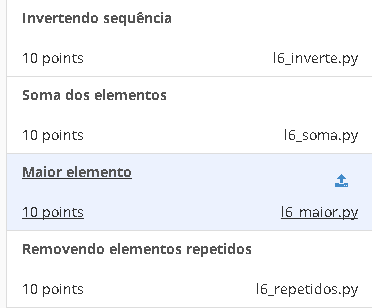 Invertendo sequência
10 points l6_inverte.py
Soma dos elementos
10 points l6_soma.py
Maior elemento
10 points l6_maior.py
Removendo elementos repetidos
10 points l6_repetidos.py